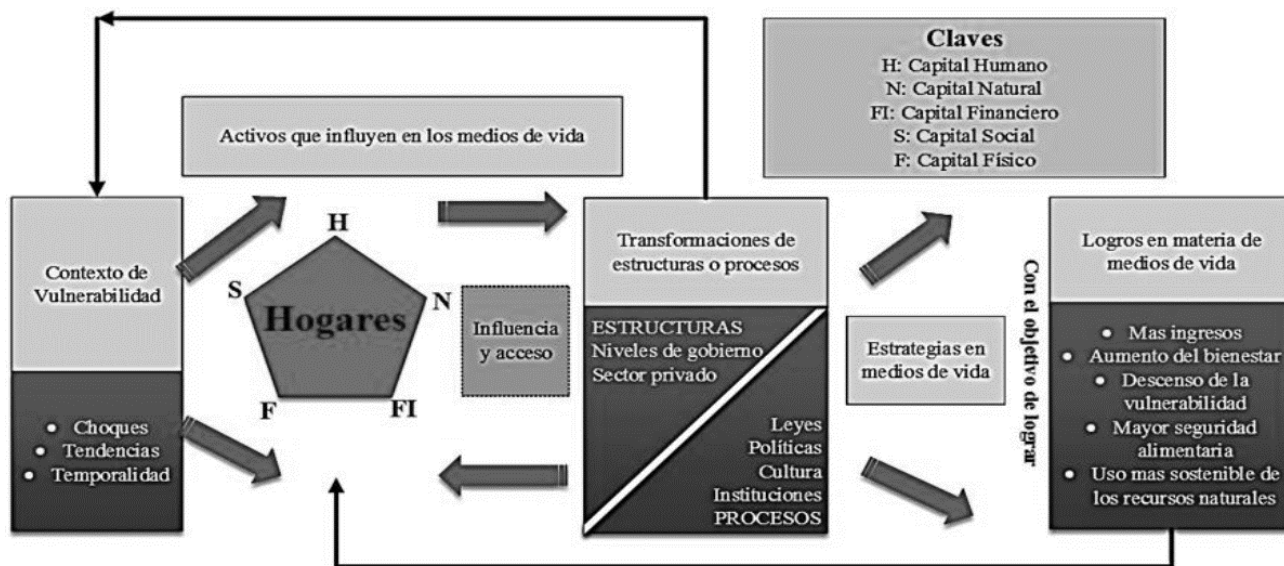 Claves
H: Capital Humano
N: Capital Natural
FI: Capital Financiero
S: Capital Social
F: Capital Físico
Activos que influyen en los medios de vida
Contexto de
Vulnerabilidad
Choques
Tendencias
Temporalidad
H
S
N
Hogares
F
FI
Influencia
y acceso
Transformaciones de
estructuras o procesos
ESTRUCTURAS
Niveles de gobierno
Sector privado
Leyes
Políticas
Cultura
Instituciones
PROCESOS
Estrategias en
medios de vida
Con el objetivo de lograr
Logros en materia de
medios de vida
Mas ingresos
Aumento del bienestar
Descenso de la
vulnerabilidad
Mayor seguridad
alimentaria
Uso mas sostenible de
los recursos naturales